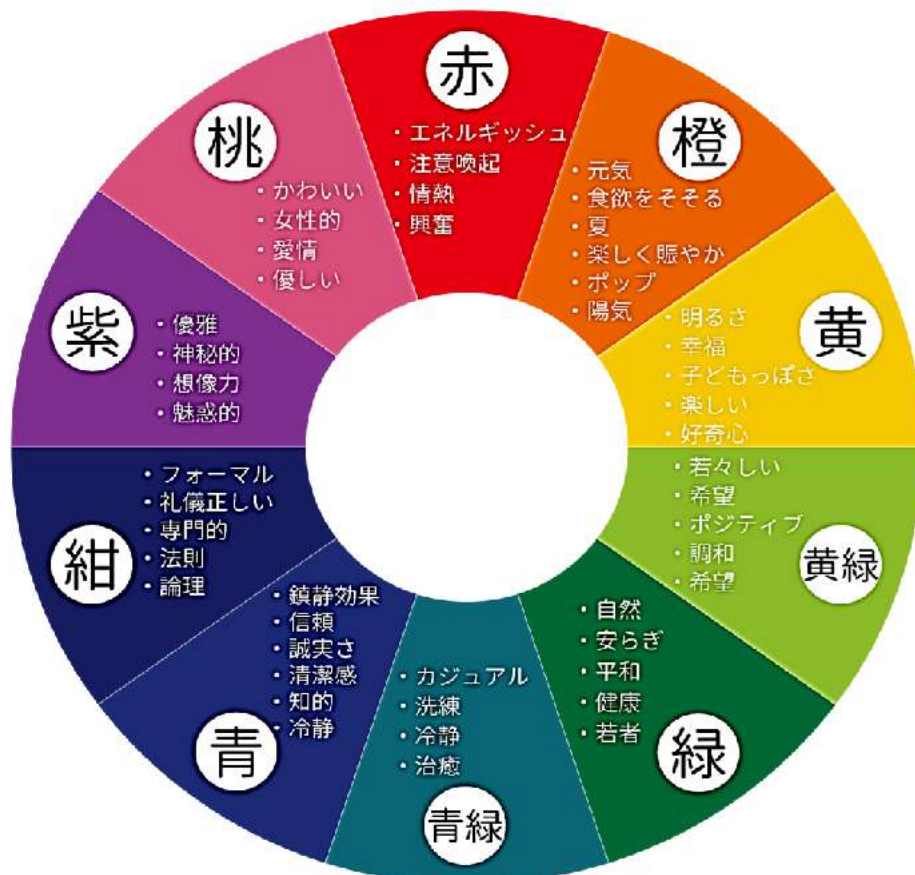 赤
・エネルギッシュ
・注意喚起
・情熱
・興奮
橙
・元気
・食欲をそそる
・夏
・楽しく賑やか
・ポップ
・陽気
黄
・明るさ
・幸福
・子どもっぽさ
・楽しい
・好奇心
黄緑
・若々しい
・希望
・ポジティブ
・調和
・希望
緑
・自然
・安らぎ
・平和
・健康
・若者
青緑
・カジュアル
・洗練
・冷静
・治癒
青
・鎮静効果
・信頼
・誠実さ
・清潔感
・知的
・冷静
紺
・フォーマル
・礼儀正しい
・専門的
・法則
・論理
紫
・優雅
・神秘的
・想像力
・魅惑的
桃
・かわいい
・女性的
・愛情
・優しい